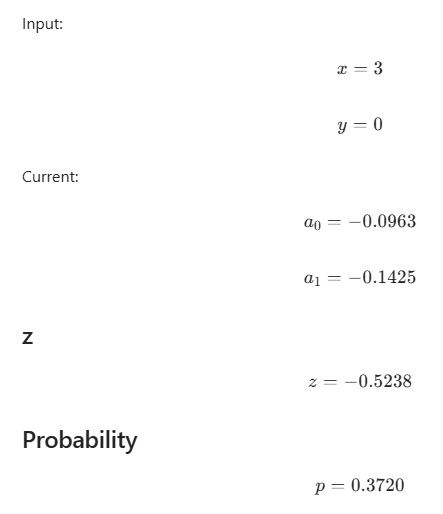 Input:
x = 3
y = 0
Current:
a₀ = −0.0963
a₁ = −0.1425
z
z = −0.5238
Probability
p = 0.3720